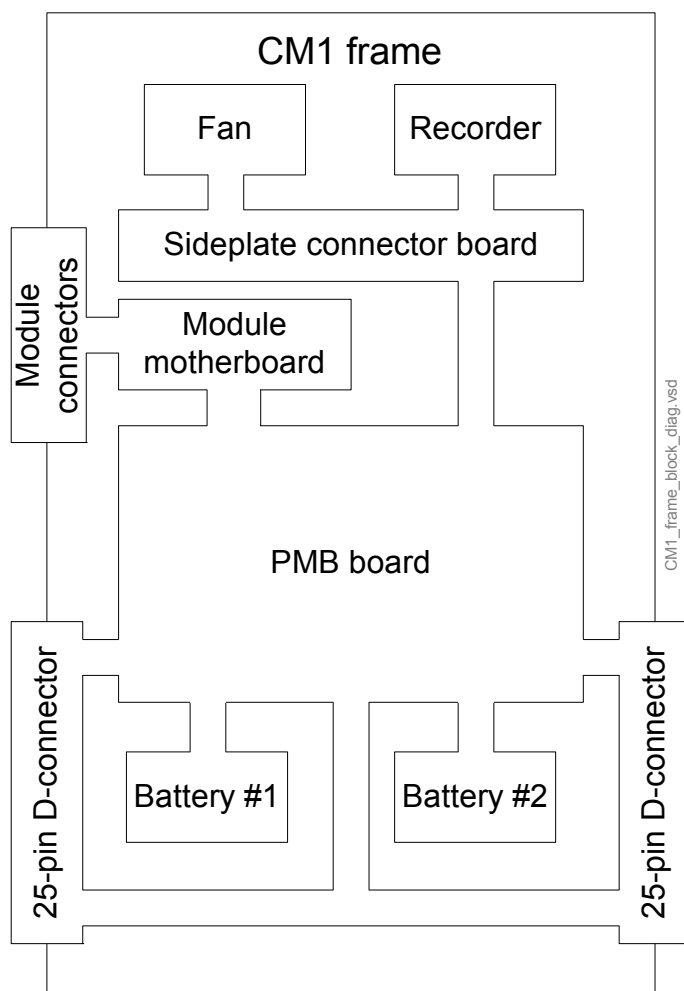 CM1 frame
Fan
Recorder
Sideplate connector board
Module
connectors
Module
motherboard
CM1_frame_block_diag.vsd
PMB board
25-pin D-connector
25-pin D-connector
Battery #1
Battery #2